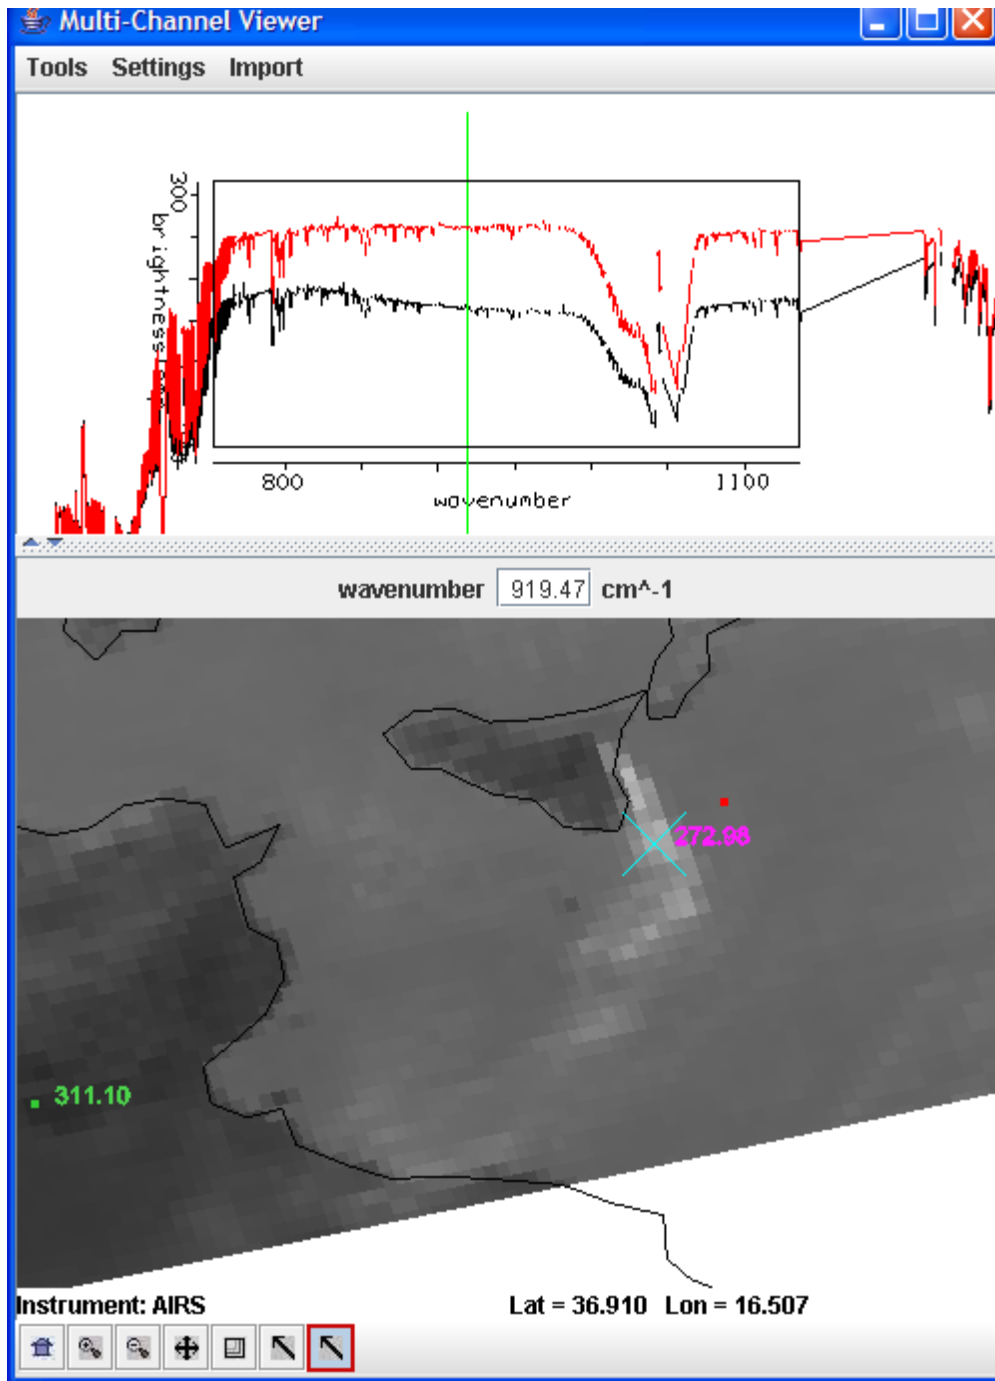 Multi-Channel Viewer
Tools Settings Import
300
brightness
800
1100
wavenumber
wavenumber 919.47 cm^-1
272.98
311.10
Instrument: AIRS Lat = 36.910 Lon = 16.507